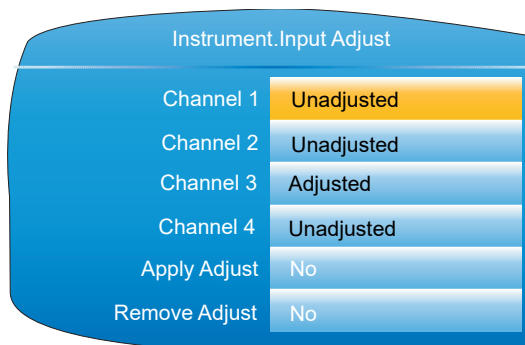 Instrument.Input Adjust
Channel 1 Unadjusted
Channel 2 Unadjusted
Channel 3 Adjusted
Channel 4 Unadjusted
Apply Adjust No
Remove Adjust No